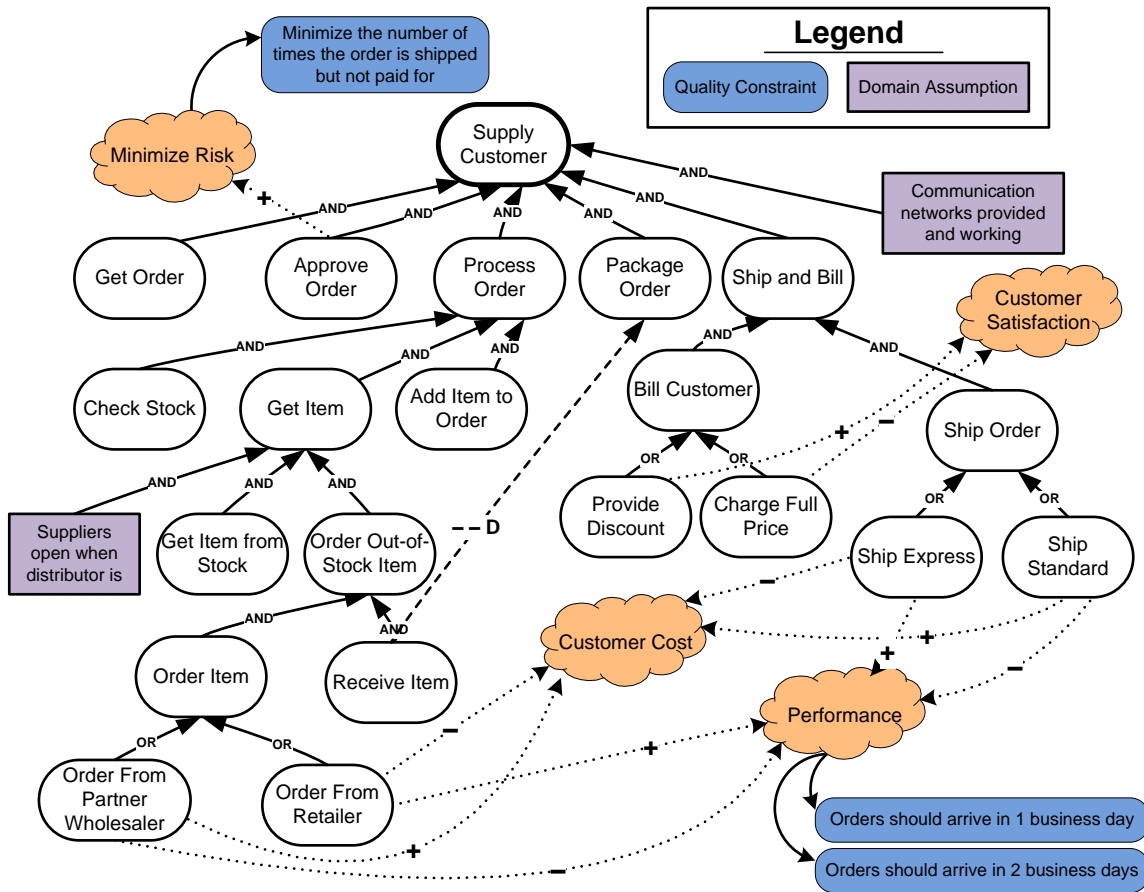 Minimize the number of
times the order is shipped
but not paid for
Legend
Quality Constraint
Domain Assumption
Supply
Customer
Minimize Risk
+
AND
AND
AND
AND
AND
AND
Communication
networks provided
and working
Get Order
Approve
Order
Process
Order
Package
Order
Ship and Bill
Customer
Satisfaction
AND
AND
AND
AND
AND
Check Stock
Get Item
Add Item to
Order
Bill Customer
Ship Order
+
–
AND
AND
AND
OR
OR
OR
OR
Suppliers
open when
distributor is
Get Item from
Stock
Order Out-of-
Stock Item
– – D
Provide
Discount
Charge Full
Price
Ship Express
Ship
Standard
AND
AND
–
Customer Cost
+
+
–
Order Item
Receive Item
Performance
OR
OR
–
+
Order From
Partner
Wholesaler
Order From
Retailer
+
–
Orders should arrive in 1 business day
Orders should arrive in 2 business days